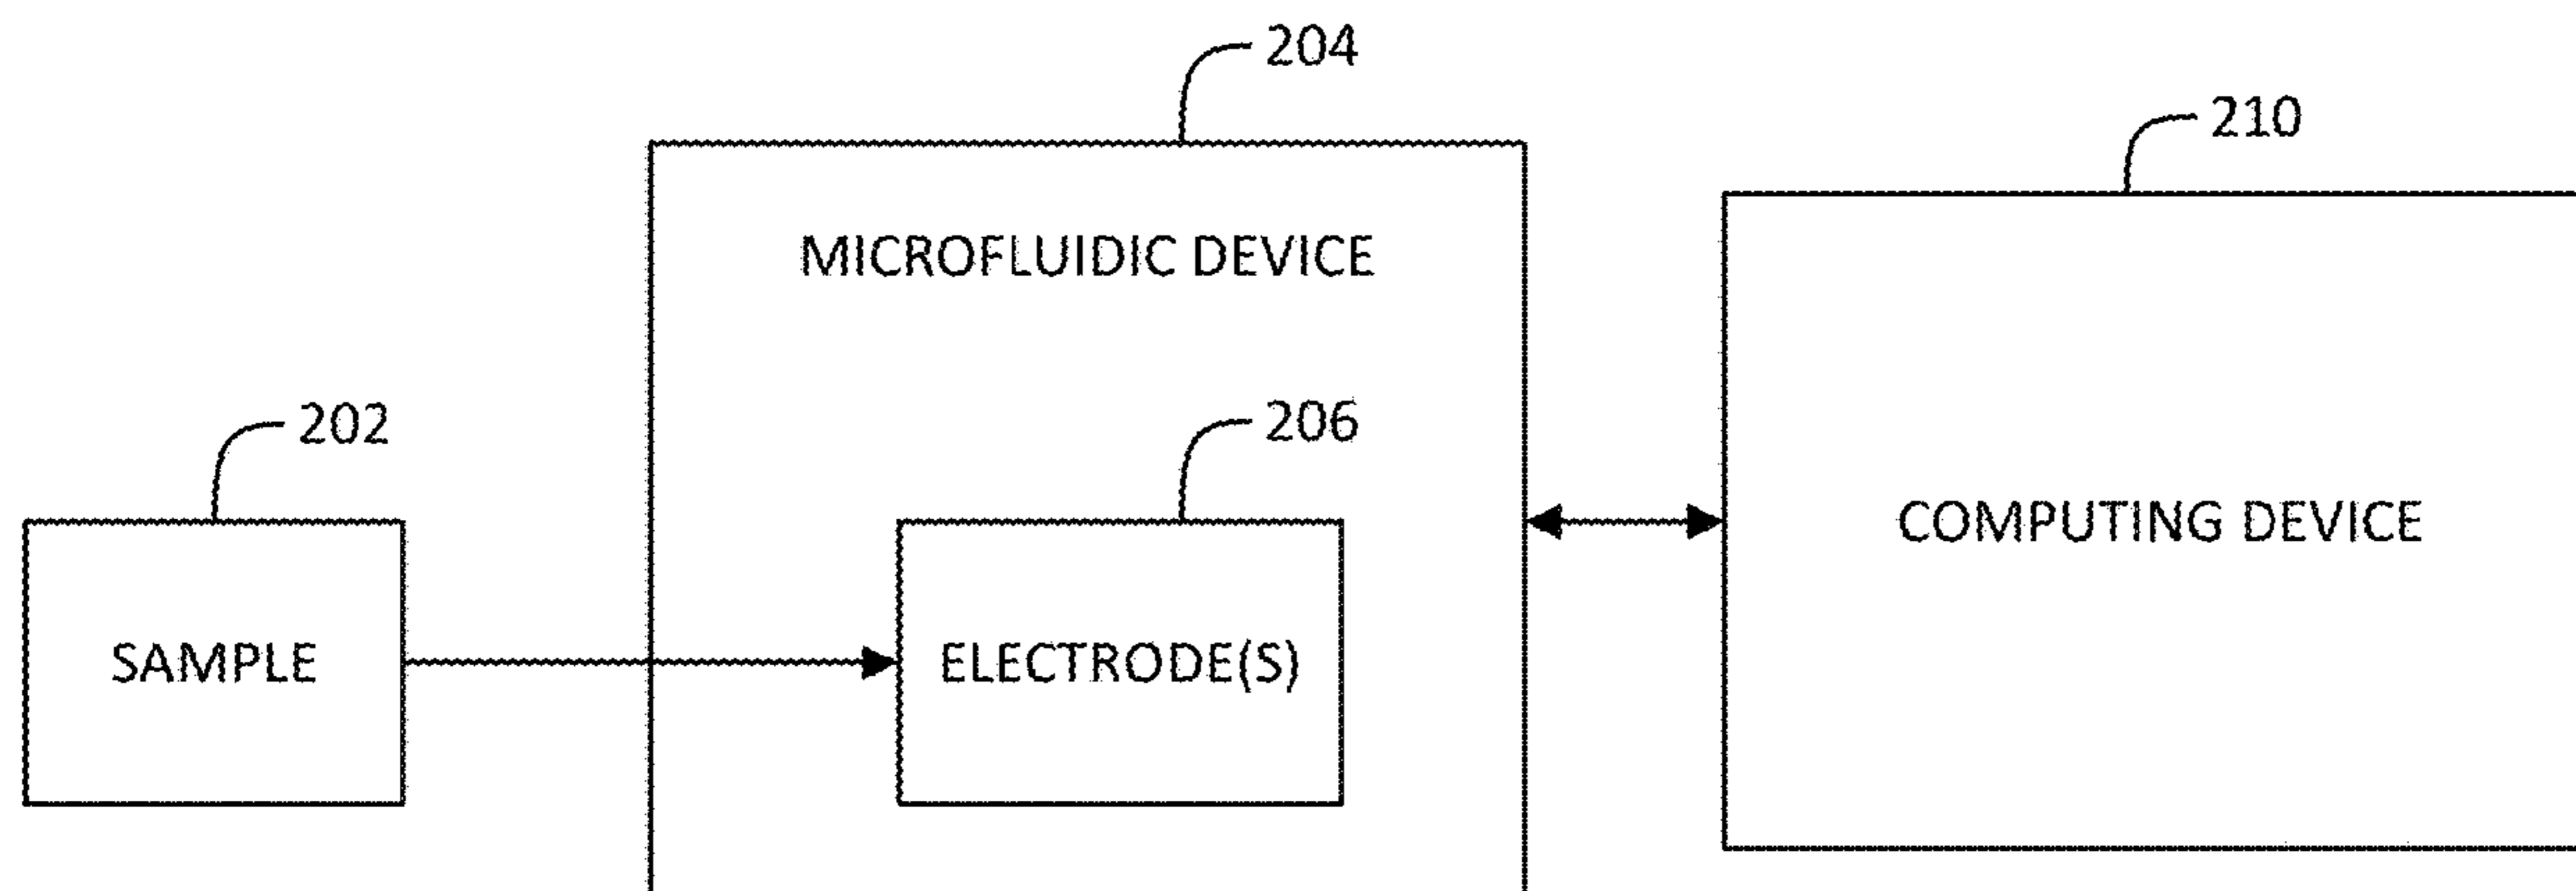 204
210
MICROFLUIDIC DEVICE
202
206
COMPUTING DEVICE
SAMPLE
ELECTRODE(S)